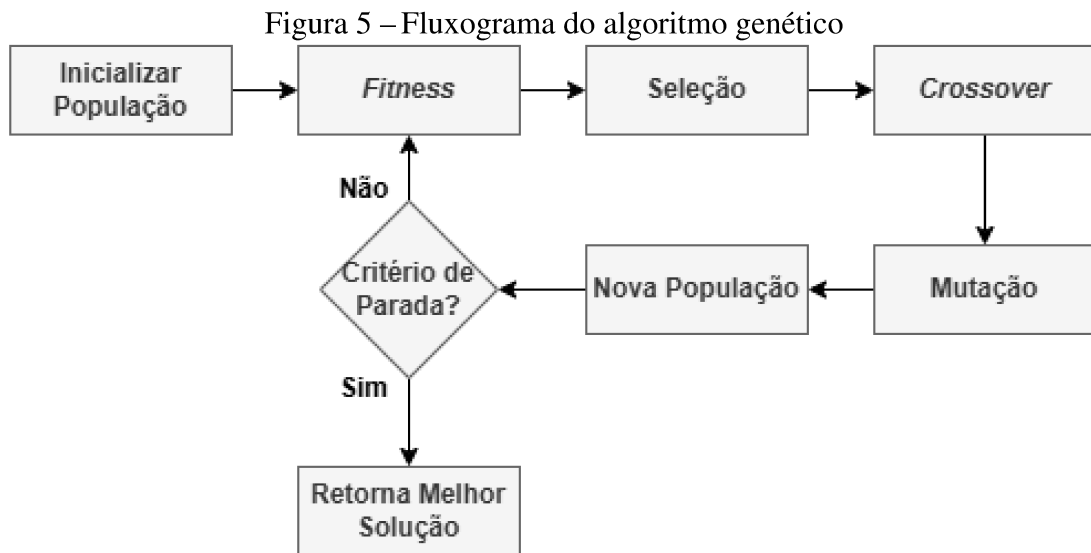 Figura 5 – Fluxograma do algoritmo genético
Inicializar
População
Fitness
Seleção
Crossover
Não
Critério de
Parada?
Nova População
Mutação
Sim
Retorna Melhor
Solução